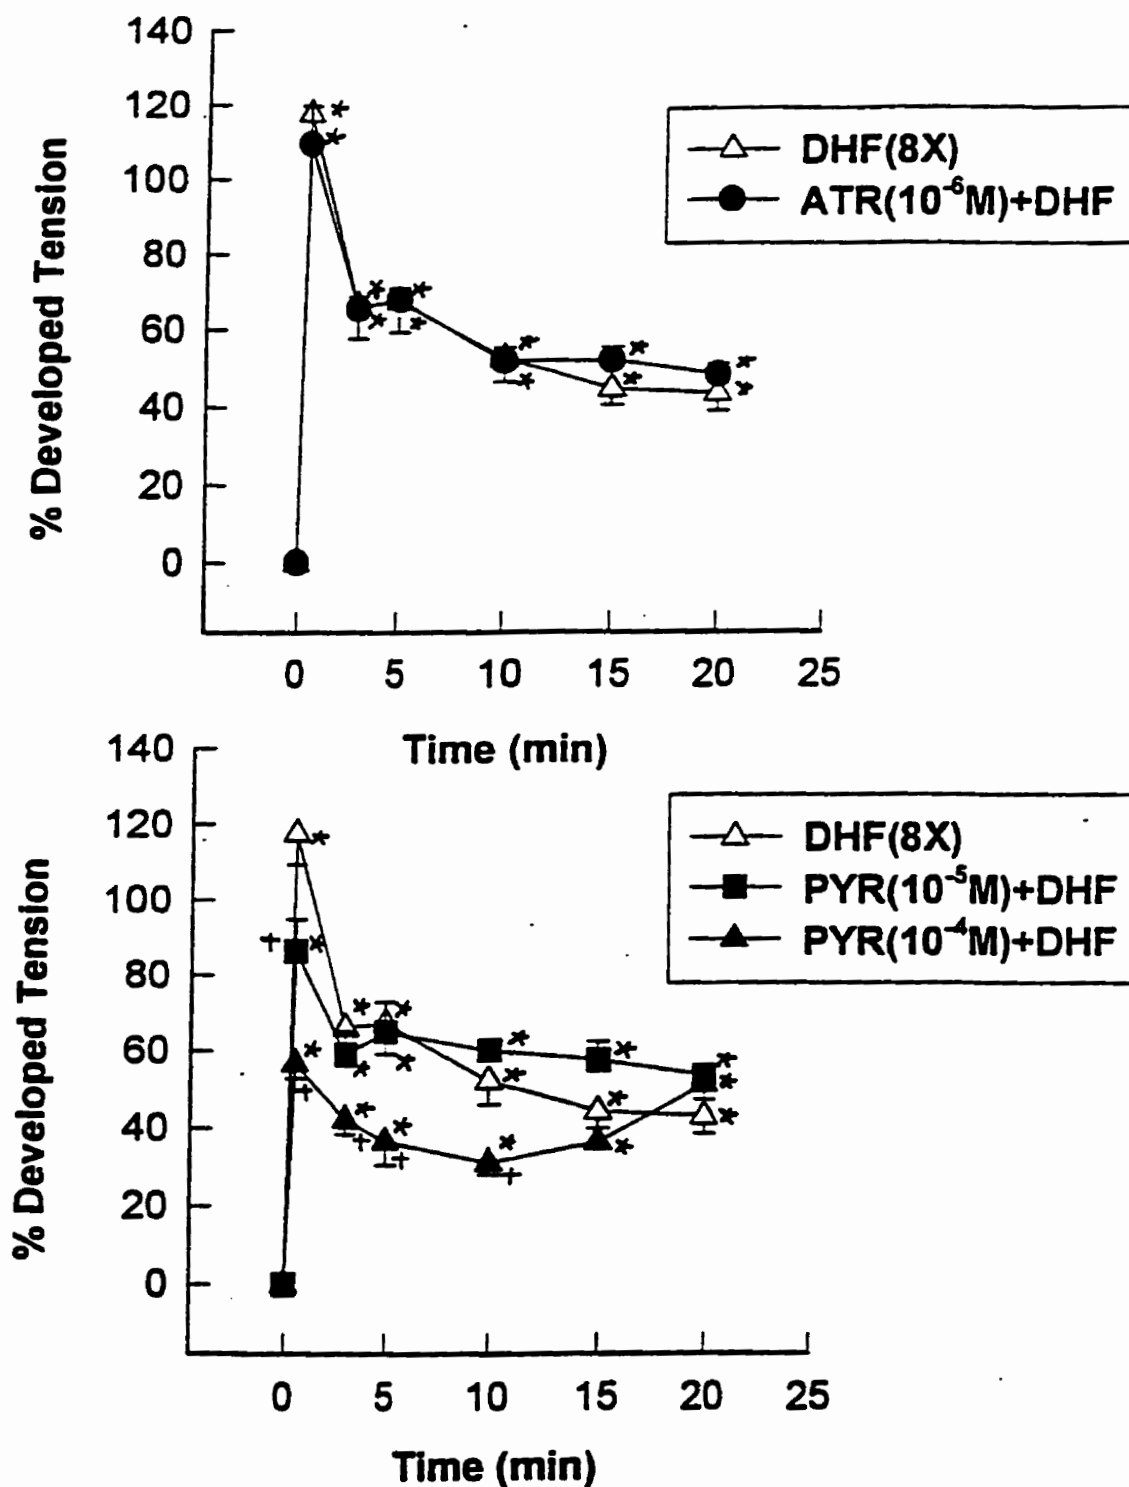 140
120
100
80
60
40
20
0
% Developed Tension
DHF(8X)
ATR(10⁻⁶M)+DHF
0 5 10 15 20 25
Time (min)
140
120
100
80
60
40
20
0
% Developed Tension
DHF(8X)
PYR(10⁻⁵M)+DHF
PYR(10⁻⁴M)+DHF
0 5 10 15 20 25
Time (min)